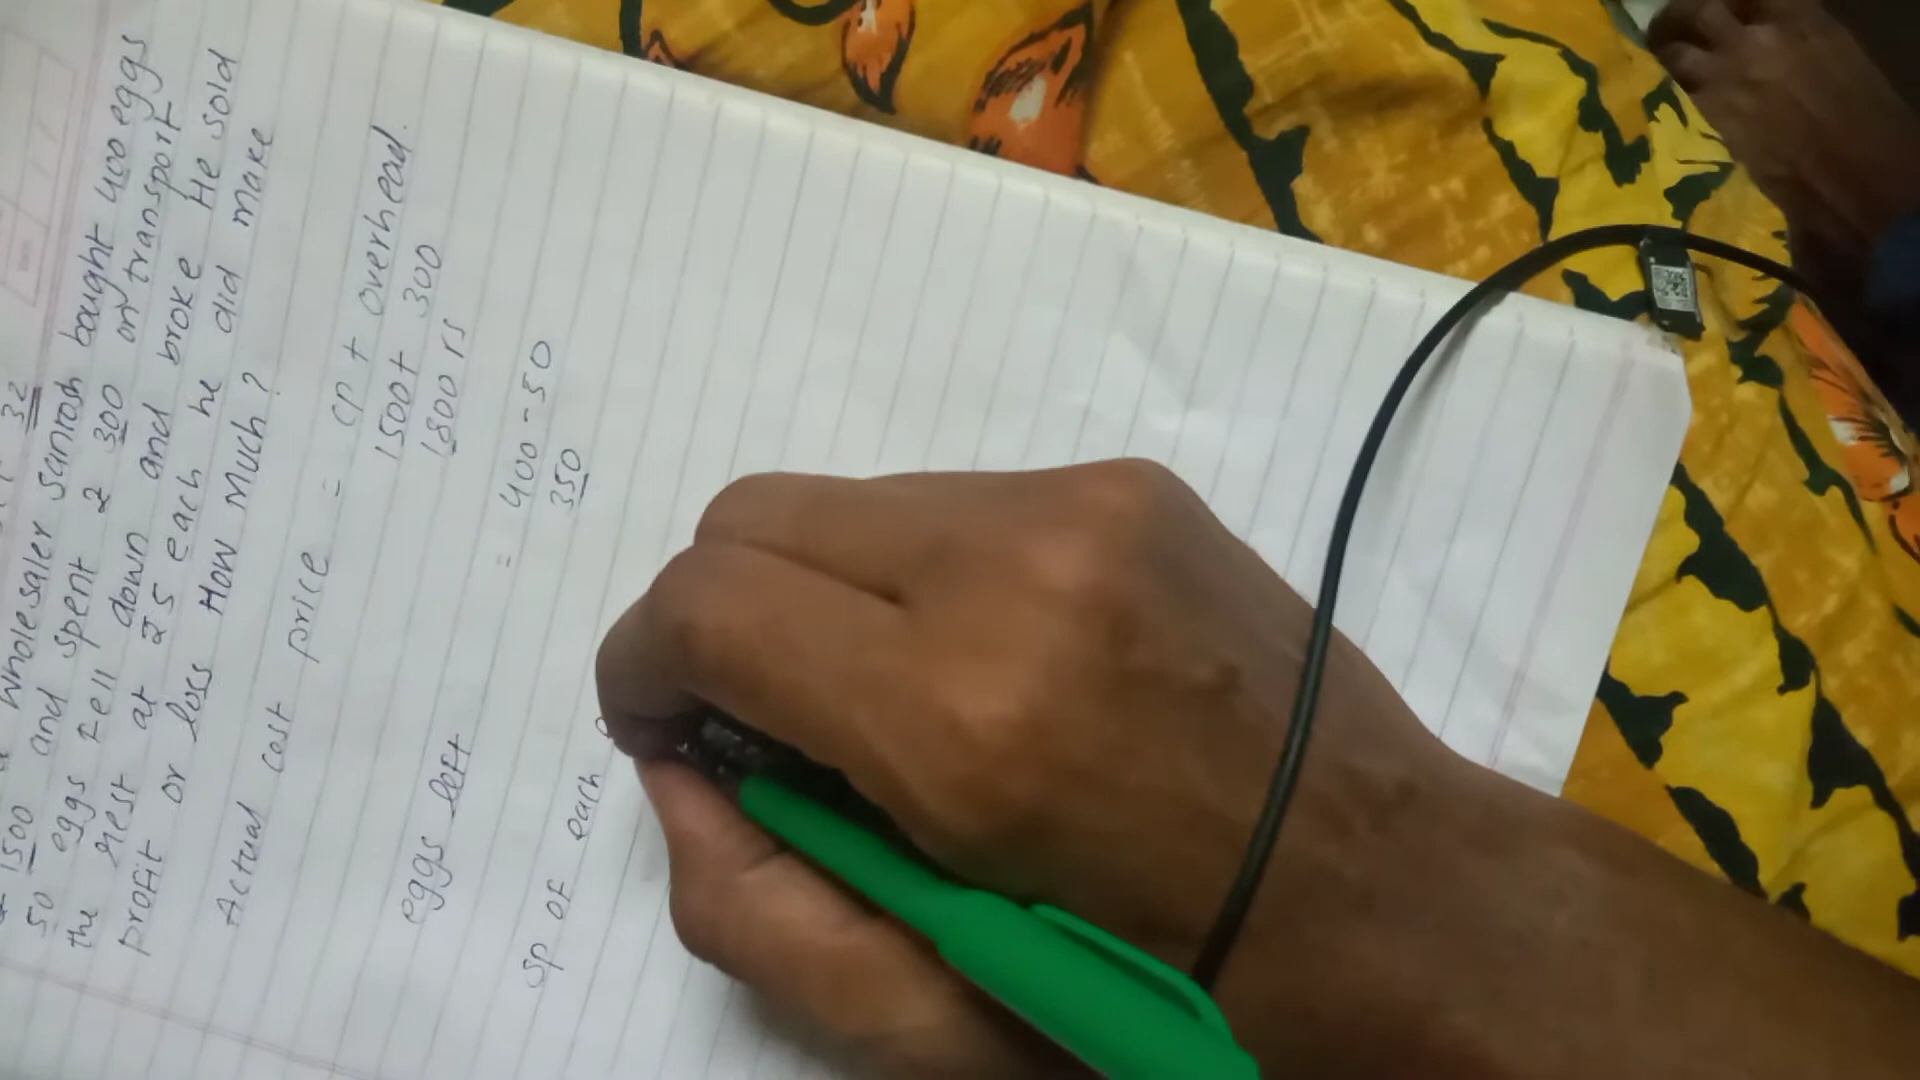 32
wholesaler santosh bought 400 eggs
₹ 1500 and spent ₹ 300 on transport
50 eggs Fell down and broke He sold
the rest at ₹ 5 each he did make
profit or loss How Much ?
Actual cost price = CP + overhead.
1500 + 300
1800 rs
eggs left = 400 - 50
350
SP OF each